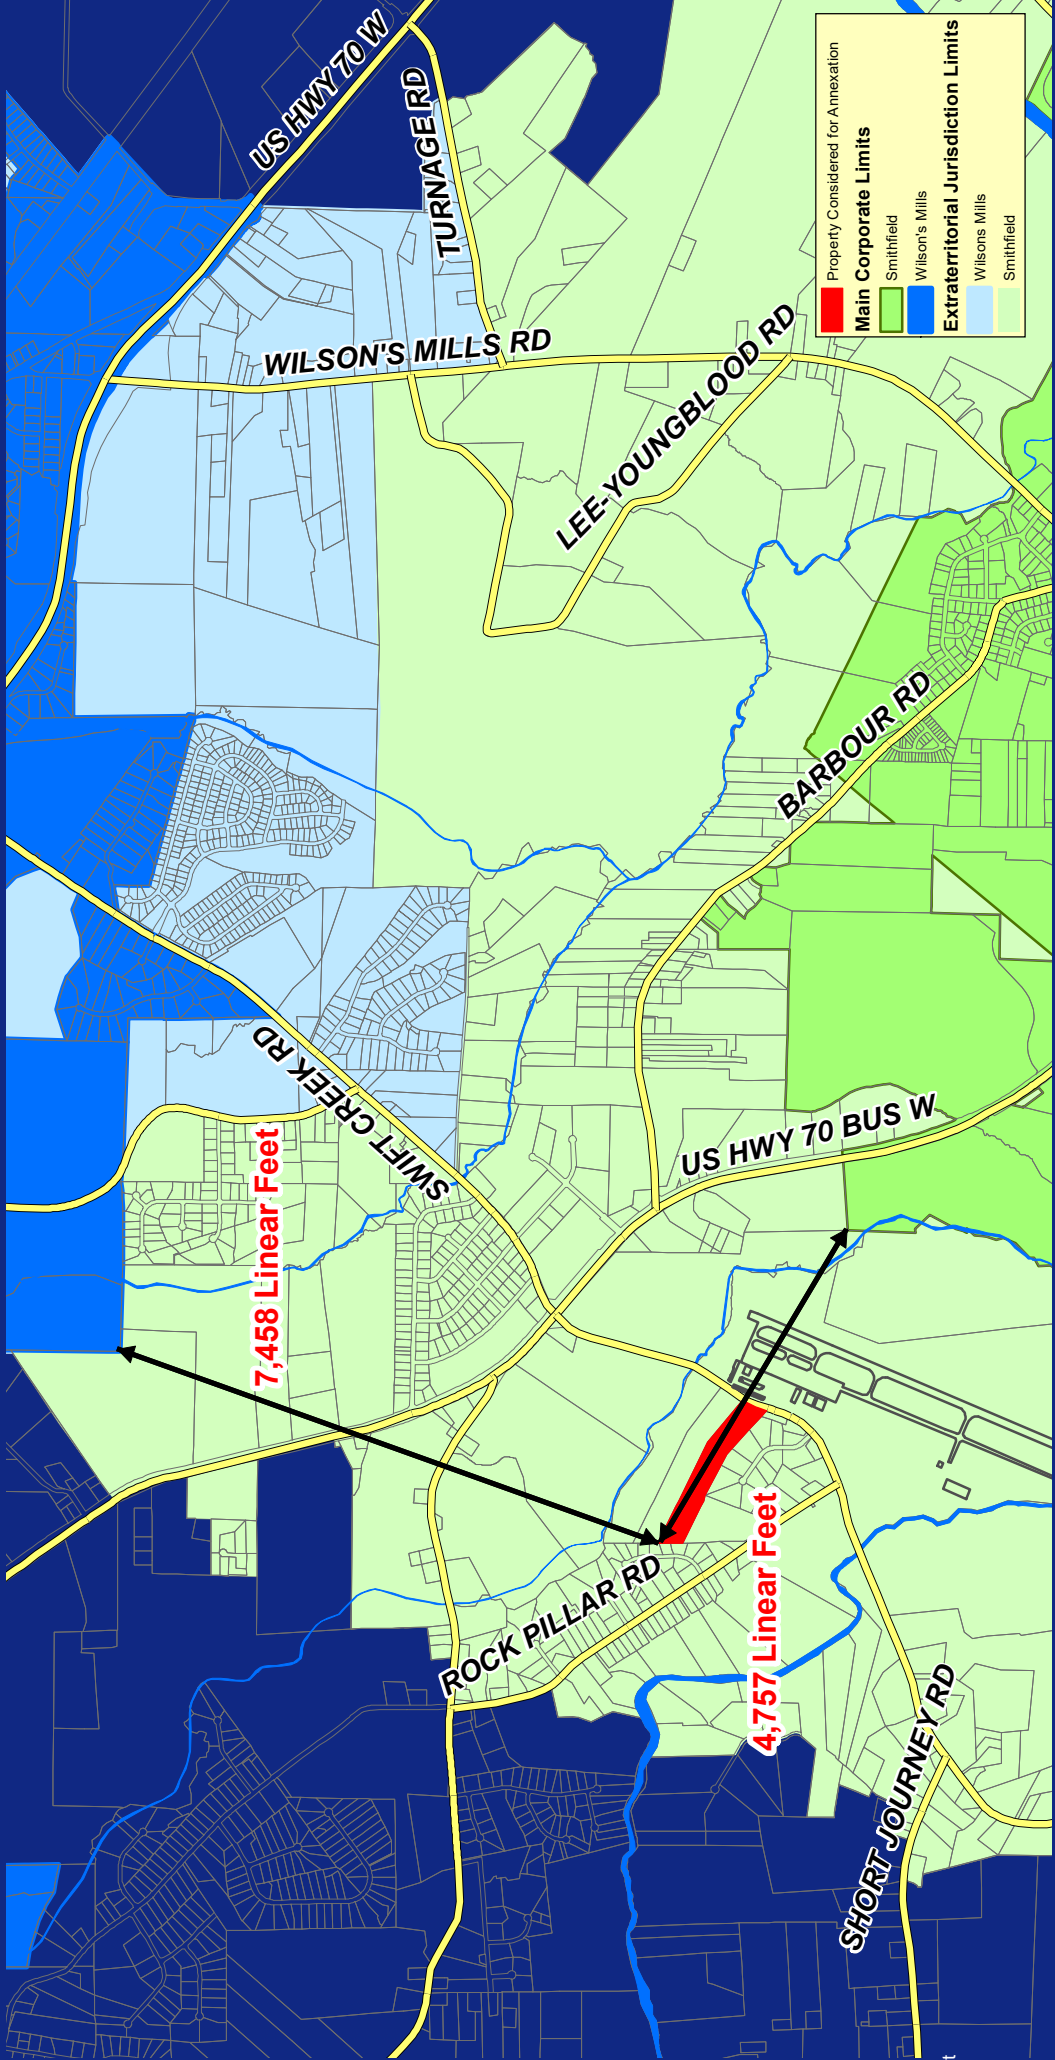 US HWY 70 W
TURNAGE RD
WILSON'S MILLS RD
LEE-YOUNGBLOOD RD
BARBOUR RD
SWIFT CREEK RD
US HWY 70 BUS W
7,458 Linear Feet
ROCK PILLAR RD
4,757 Linear Feet
SHORT JOURNEY RD
Property Considered for Annexation
Main Corporate Limits
Smithfield
Wilson's Mills
Extraterritorial Jurisdiction Limits
Wilsons Mills
Smithfield